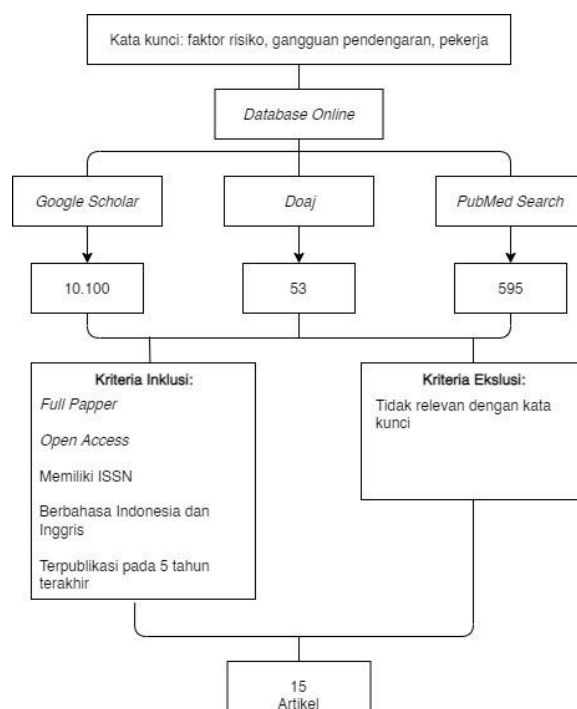 Kata kunci: faktor risiko, gangguan pendengaran, pekerja
Database Online
Google Scholar
Doaj
PubMed Search
10.100
53
595
Kriteria Inklusi:
Full Papper
Open Access
Memiliki ISSN
Berbahasa Indonesia dan
Inggris
Terpublikasi pada 5 tahun
terakhir
Kriteria Ekslusi:
Tidak relevan dengan kata
kunci
15
Artikel